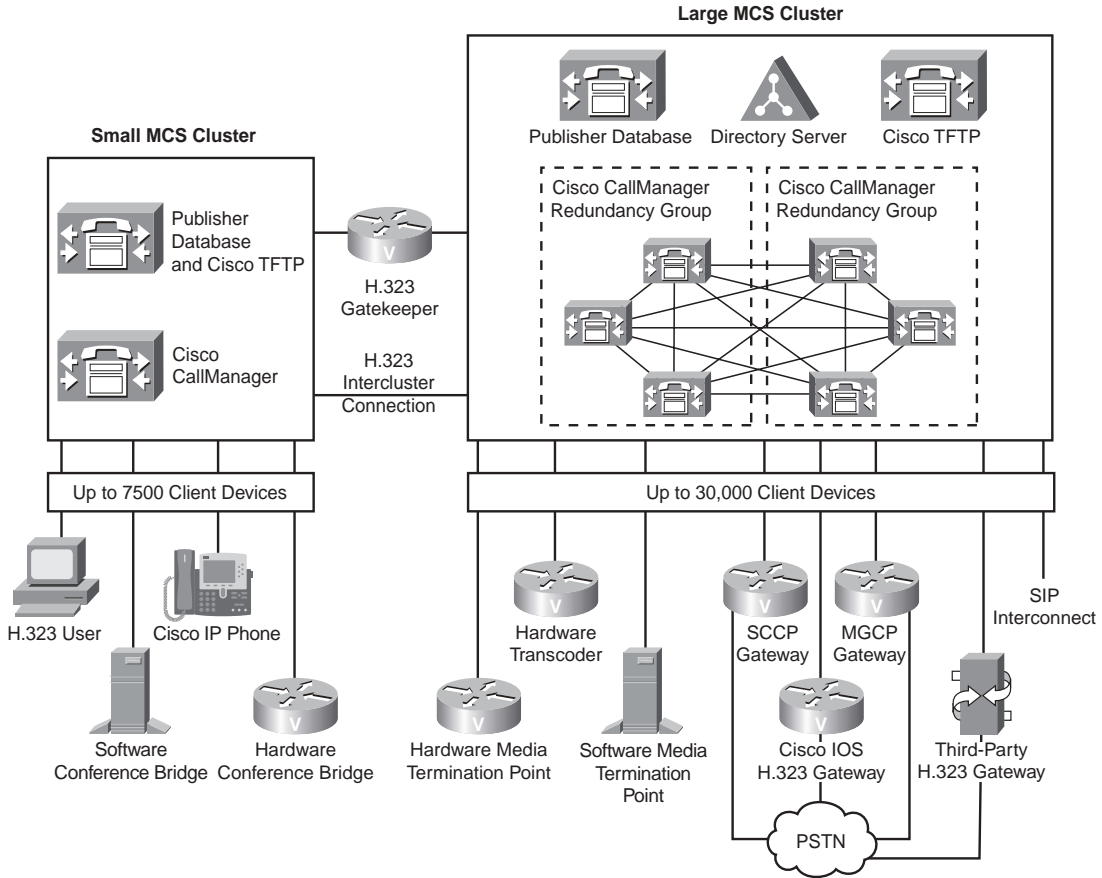 Large MCS Cluster
Publisher Database
Directory Server
Cisco TFTP
Cisco CallManager
Redundancy Group
Cisco CallManager
Redundancy Group
Small MCS Cluster
Publisher
Database
and Cisco TFTP
Cisco
CallManager
V
H.323
Gatekeeper
H.323
Intercluster
Connection
Up to 7500 Client Devices
Up to 30,000 Client Devices
H.323 User
Cisco IP Phone
Software
Conference Bridge
V
Hardware
Conference Bridge
V
Hardware Media
Termination Point
V
Hardware
Transcoder
Software Media
Termination
Point
V
SCCP
Gateway
V
MGCP
Gateway
V
Cisco IOS
H.323 Gateway
SIP
Interconnect
Third-Party
H.323 Gateway
PSTN